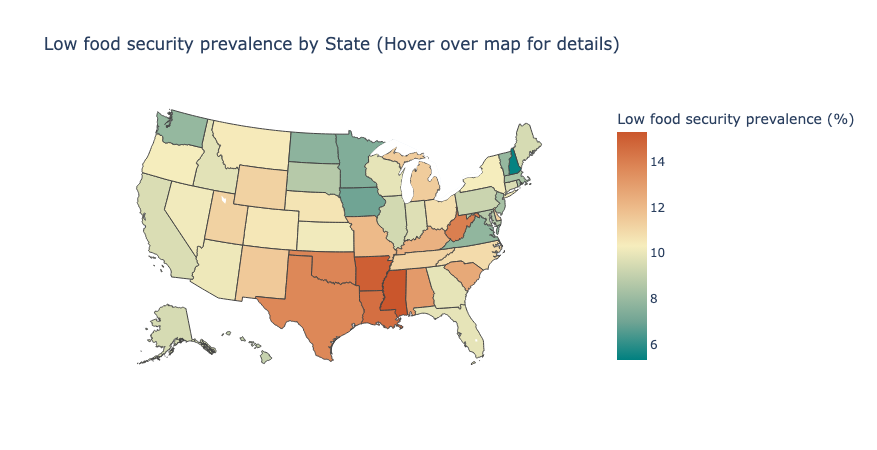 Low food security prevalence by State (Hover over map for details)
Low food security prevalence (%)
14
12
10
8
6